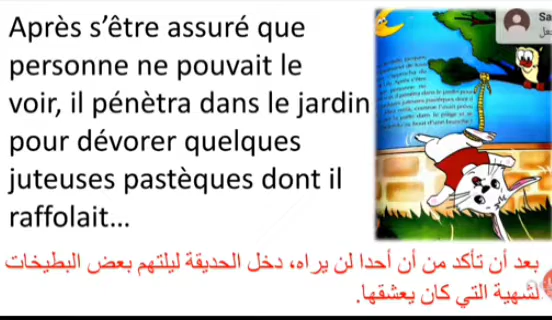 Après s'être assuré que
personne ne pouvait le
voir, il pénètra dans le jardin
pour dévorer quelques
juteuses pastèques dont il
raffolait...
بعد أن تأكد من أن أحدا لن يراه، دخل الحديقة ليلتهم بعض البطيخات
الشهية التي كان يعشقها.
Sa